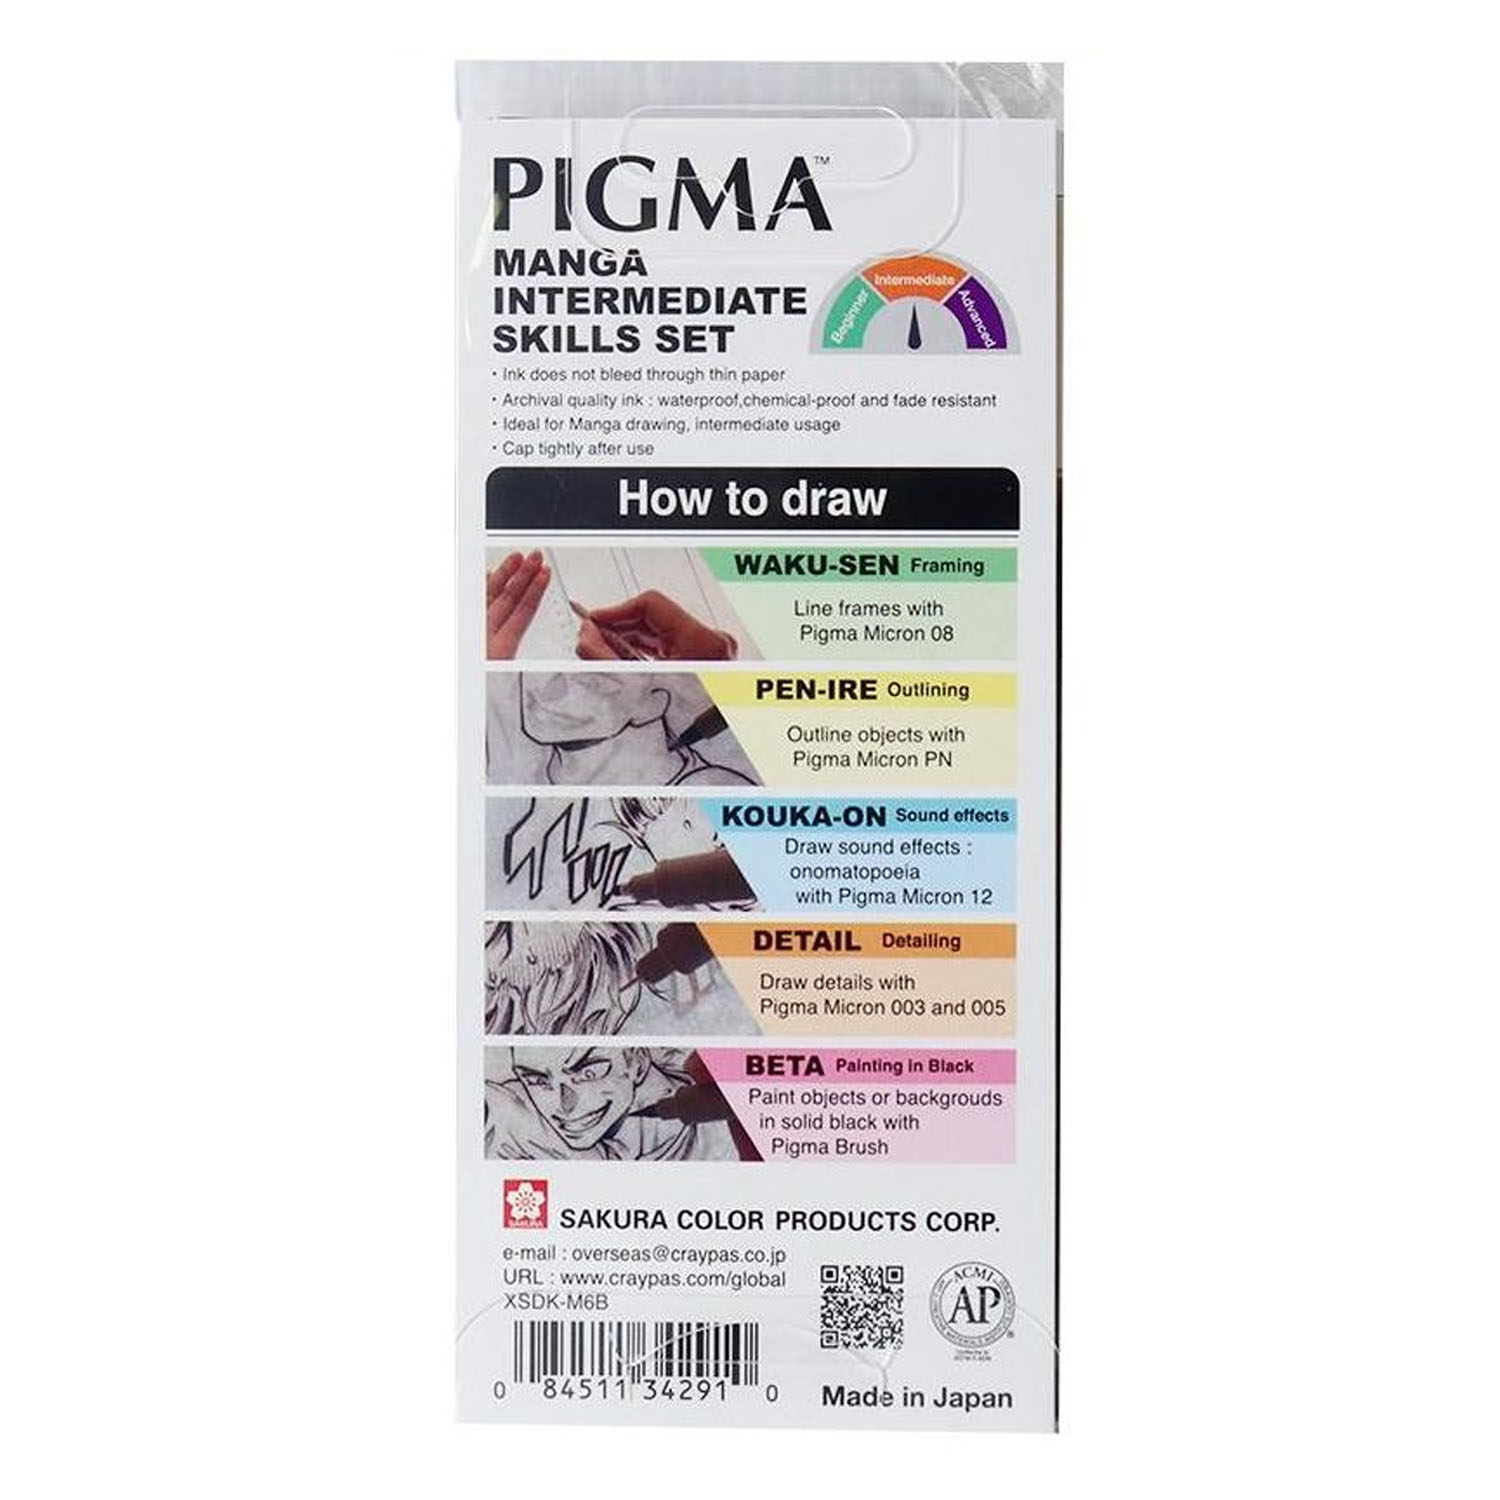 PIGMA™
MANGA
INTERMEDIATE
SKILLS SET
Beginner
Intermediate
Advanced
・Ink does not bleed through thin paper
・Archival quality ink : waterproof,chemical-proof and fade resistant
・Ideal for Manga drawing, intermediate usage
・Cap tightly after use
How to draw
WAKU-SEN Framing
Line frames with
Pigma Micron 08
PEN-IRE Outlining
Outline objects with
Pigma Micron PN
KOUKA-ON Sound effects
Draw sound effects :
onomatopoeia
with Pigma Micron 12
DETAIL Detailing
Draw details with
Pigma Micron 003 and 005
BETA Painting in Black
Paint objects or backgrouds
in solid black with
Pigma Brush
SAKURA
SAKURA COLOR PRODUCTS CORP.
e-mail : overseas@craypas.co.jp
URL : www.craypas.com/global
XSDK-M6B
0 84511 34291 0
ACMI
AP
®
Made in Japan